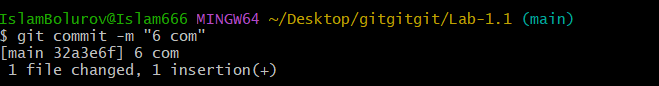 IslamBolurov@Islam666 MINGW64 ~/Desktop/gitgitgit/Lab-1.1 (main)
$ git commit -m "6 com"
[main 32a3e6f] 6 com
 1 file changed, 1 insertion(+)